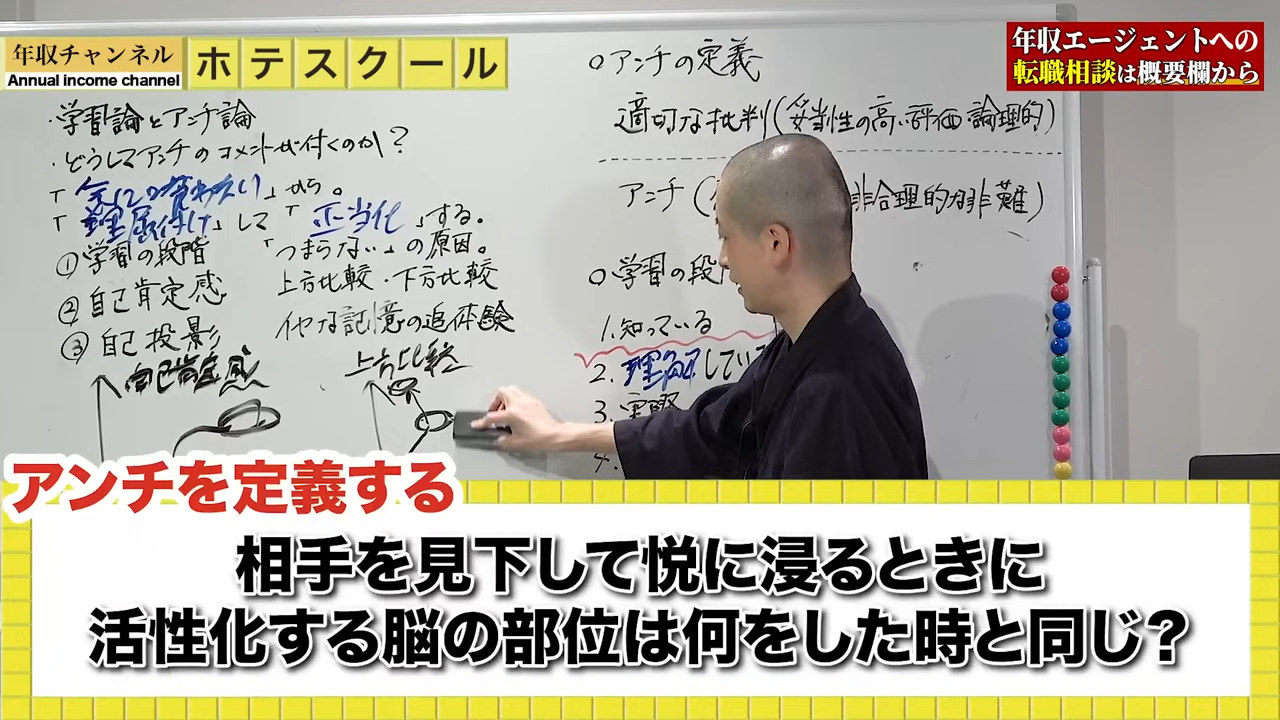 年収チャンネル
Annual income channel
ホテスクール
年収エージェントへの
転職相談は概要欄から
・学習論とアンチ論
・どうしてアンチのコメントが付くのか?
「会いの負わえい」から。
「理屈付け」して「正当化」する。
①学習の段階
「つまらない」の原因。
②自己肯定感
上方比較・下方比較
③自己投影
イヤな記憶の追体験
自己肯定感
上方比較
○アンチの定義
適切な批判(妥当性の高い評価・論理的)
アンチ(
非合理的な非難)
○学習の段
1.知っている
2.理解してい
3.実際
4.
アンチを定義する
相手を見下して悦に浸るときに
活性化する脳の部位は何をした時と同じ?